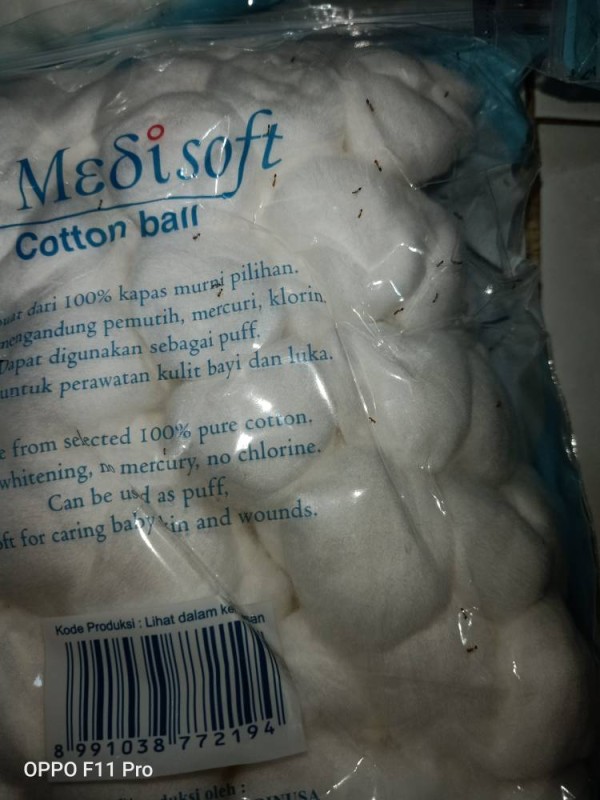 Medisoft
Cotton ball
dari 100% kapas murni pilihan.
mengandung pemutih, mercuri, klorin
Dapat digunakan sebagai puff.
untuk perawatan kulit bayi dan luka.
from selected 100% pure cotton.
whitening, no mercury, no chlorine.
Can be used as puff,
for caring baby skin and wounds.
Kode Produksi : Lihat dalam kemasan
8 991038 772194
oleh :
OPPO F11 Pro